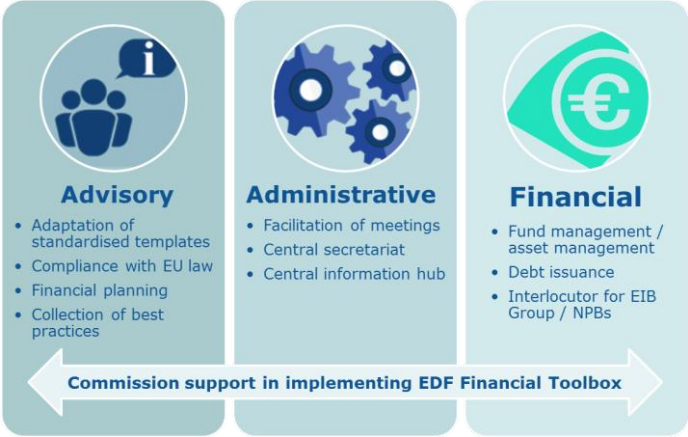 i
Advisory
• Adaptation of
standardised templates
• Compliance with EU law
• Financial planning
• Collection of best
practices
Administrative
• Facilitation of meetings
• Central secretariat
• Central information hub
€
Financial
• Fund management /
asset management
• Debt issuance
• Interlocutor for EIB
Group / NPBs
Commission support in implementing EDF Financial Toolbox